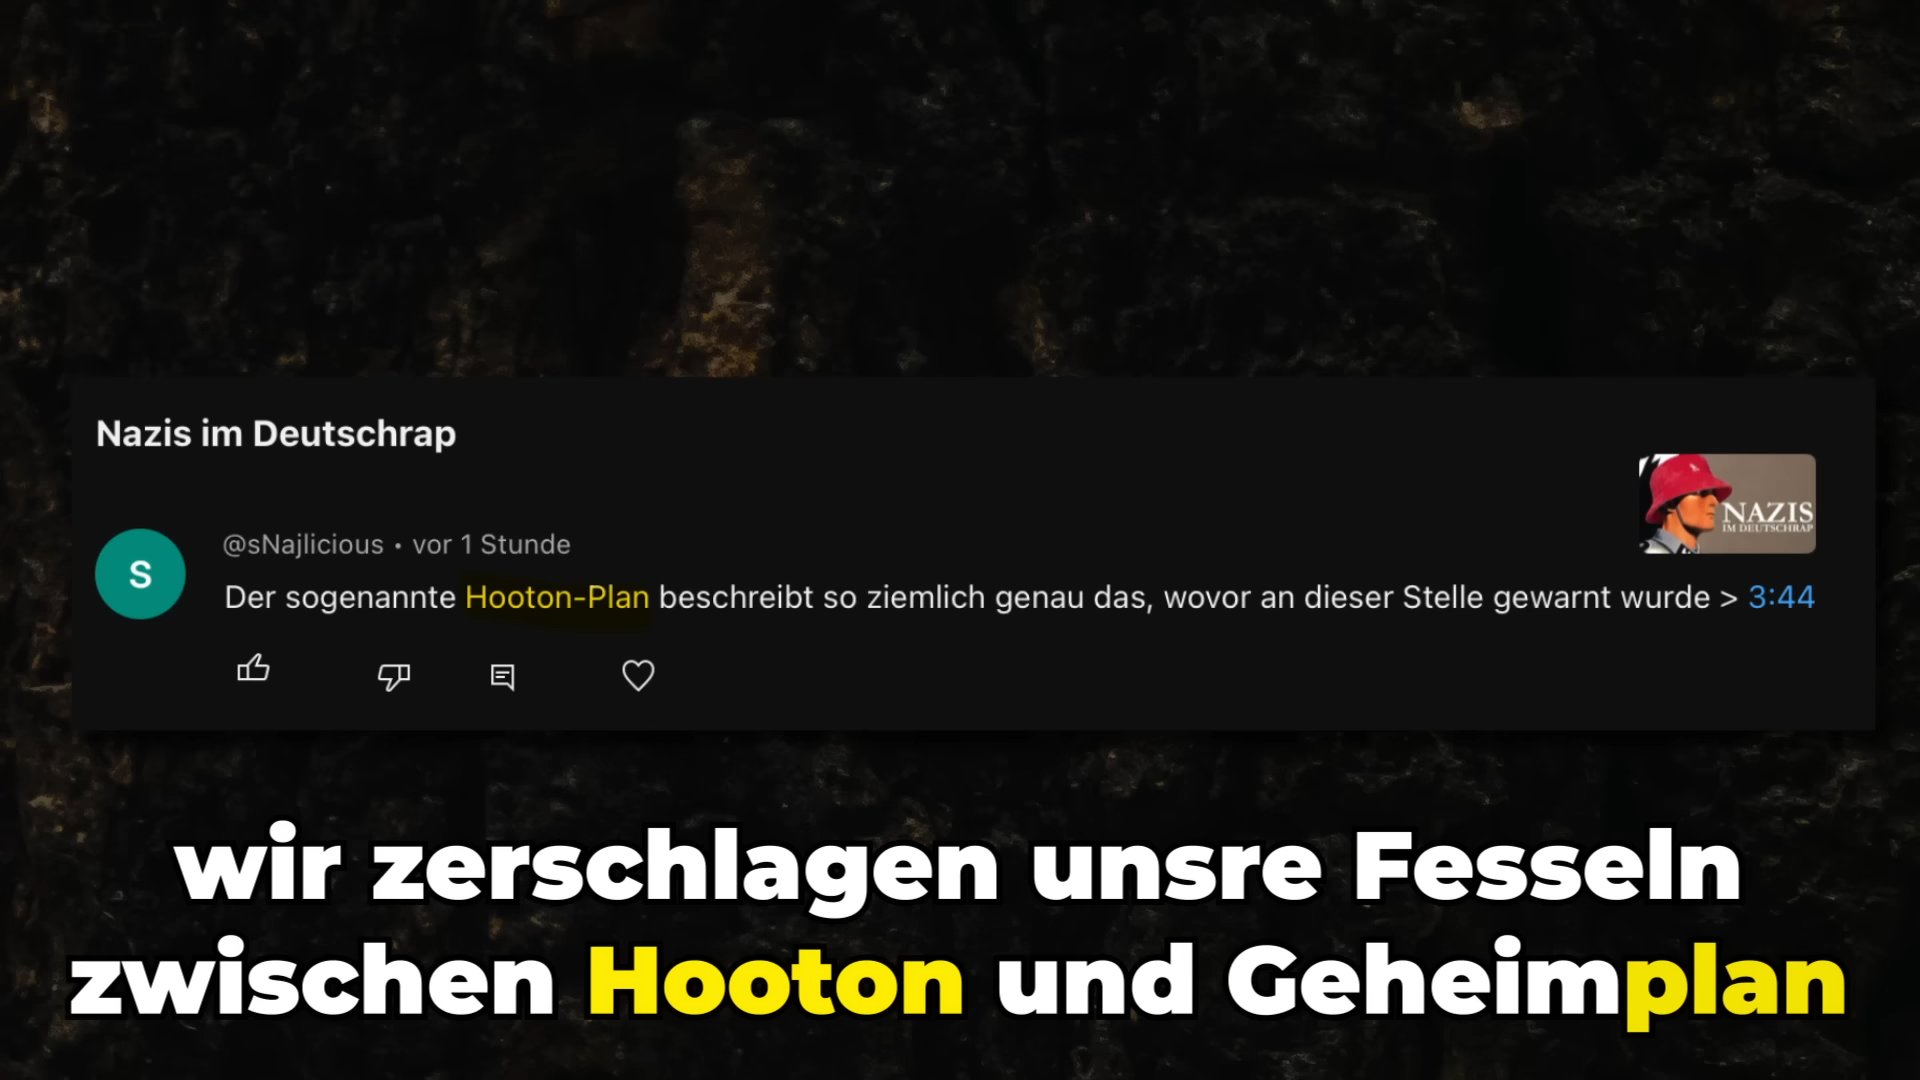 Nazis im Deutschrap
NAZIS
IM DEUTSCHRAP
S
@sNajlicious • vor 1 Stunde
Der sogenannte Hooton-Plan beschreibt so ziemlich genau das, wovor an dieser Stelle gewarnt wurde > 3:44
wir zerschlagen unsre Fesseln
zwischen Hooton und Geheimplan